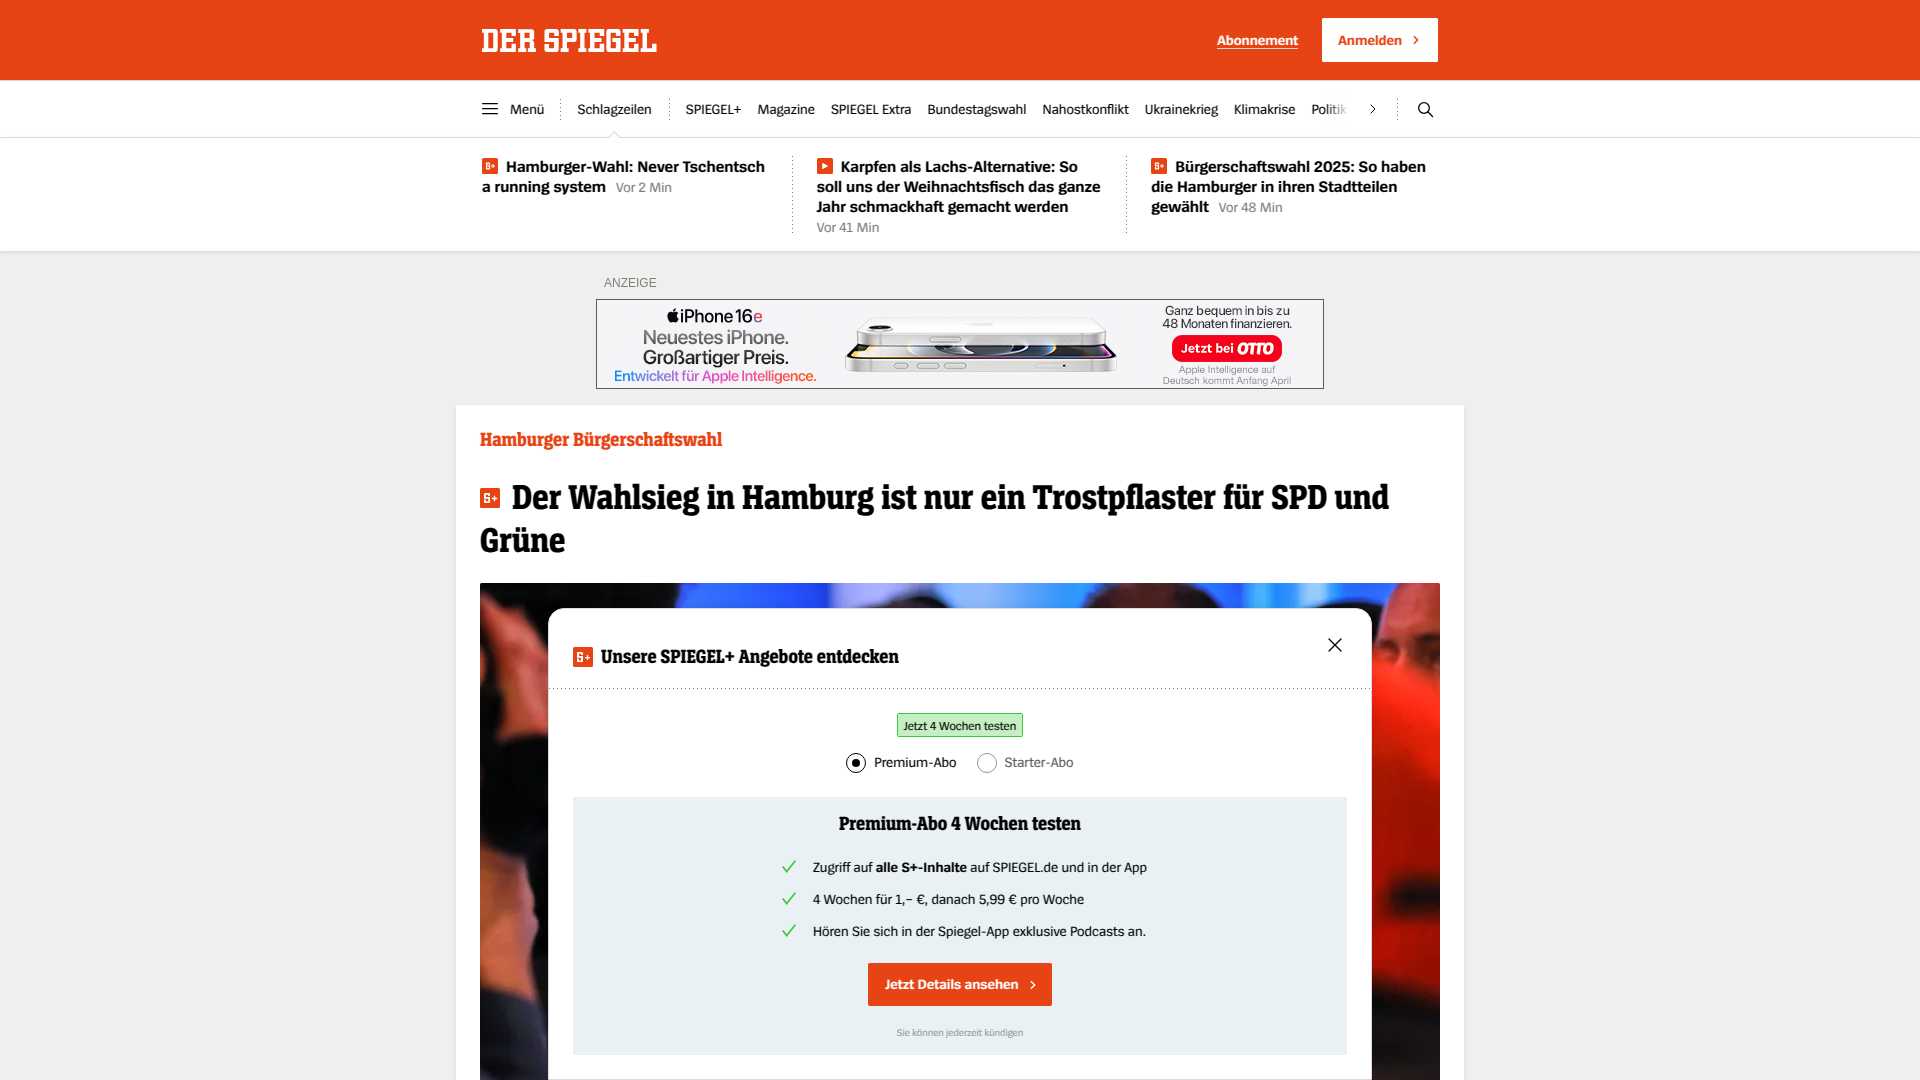 DER SPIEGEL
Abonnement
Anmelden
Menü
Schlagzeilen
SPIEGEL+
Magazine
SPIEGEL Extra
Bundestagswahl
Nahostkonflikt
Ukrainekrieg
Klimakrise
Politik
Hamburger-Wahl: Never Tschentsch
a running system Vor 2 Min
Karpfen als Lachs-Alternative: So
soll uns der Weihnachtsfisch das ganze
Jahr schmackhaft gemacht werden
Vor 41 Min
Bürgerschaftswahl 2025: So haben
die Hamburger in ihren Stadtteilen
gewählt Vor 48 Min
ANZEIGE
iPhone 16e
Neuestes iPhone.
Großartiger Preis.
Entwickelt für Apple Intelligence.
Ganz bequem in bis zu
48 Monaten finanzieren.
Jetzt bei OTTO
Apple Intelligence auf
Deutsch kommt Anfang April
Hamburger Bürgerschaftswahl
S+ Der Wahlsieg in Hamburg ist nur ein Trostpflaster für SPD und
Grüne
S+ Unsere SPIEGEL+ Angebote entdecken
Jetzt 4 Wochen testen
Premium-Abo
Starter-Abo
Premium-Abo 4 Wochen testen
Zugriff auf alle S+-Inhalte auf SPIEGEL.de und in der App
4 Wochen für 1,– €, danach 5,99 € pro Woche
Hören Sie sich in der Spiegel-App exklusive Podcasts an.
Jetzt Details ansehen
Sie können jederzeit kündigen